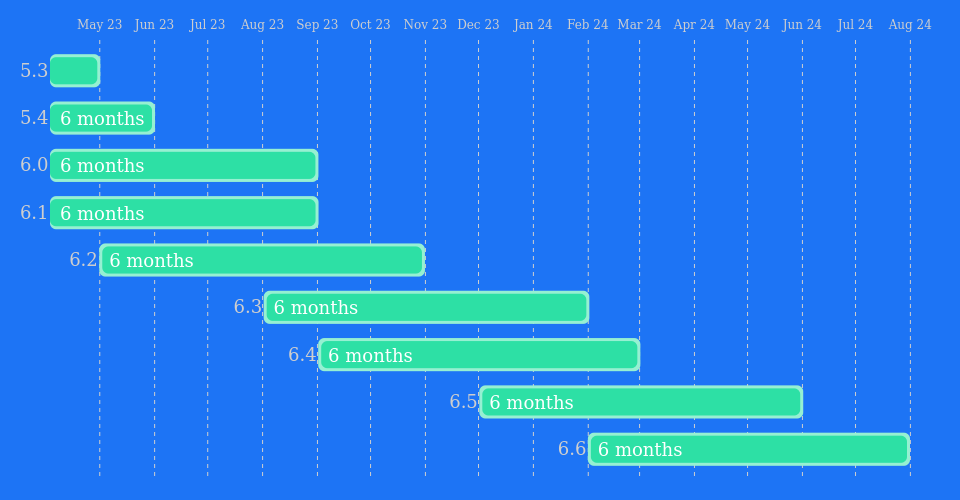 May 23 Jun 23 Jul 23 Aug 23 Sep 23 Oct 23 Nov 23 Dec 23 Jan 24 Feb 24 Mar 24 Apr 24 May 24 Jun 24 Jul 24 Aug 24
5.3
5.4 6 months
6.0 6 months
6.1 6 months
6.2 6 months
6.3 6 months
6.4 6 months
6.5 6 months
6.6 6 months